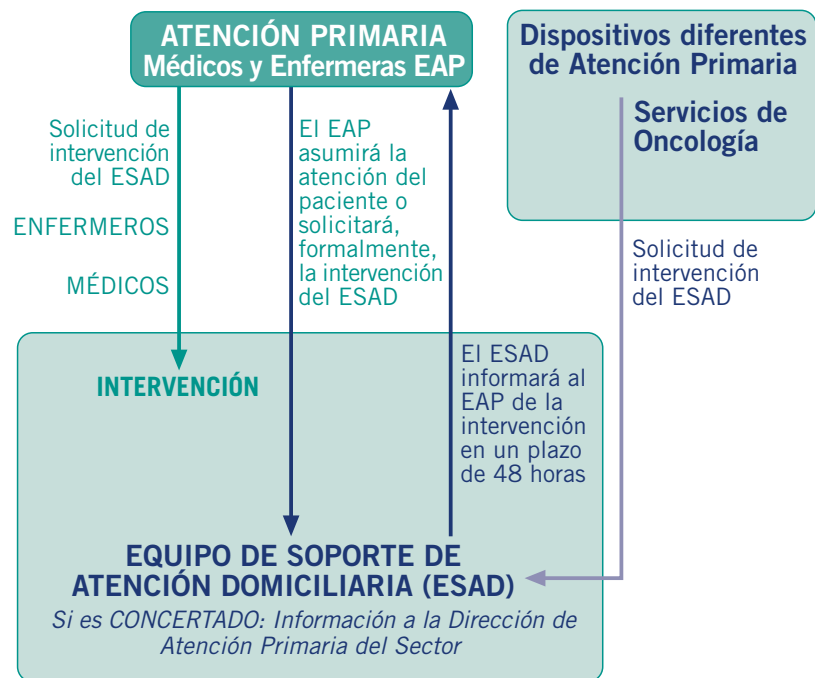 ATENCIÓN PRIMARIA
Médicos y Enfermeras EAP
Dispositivos diferentes
de Atención Primaria
Servicios de
Oncología
Solicitud de
intervención
del ESAD
ENFERMEROS
MÉDICOS
El EAP
asumirá la
atención del
paciente o
solicitará,
formalmente,
la intervención
del ESAD
Solicitud de
intervención
del ESAD
INTERVENCIÓN
El ESAD
informará al
EAP de la
intervención
en un plazo
de 48 horas
EQUIPO DE SOPORTE DE
ATENCIÓN DOMICILIARIA (ESAD)
Si es CONCERTADO: Información a la Dirección de
Atención Primaria del Sector